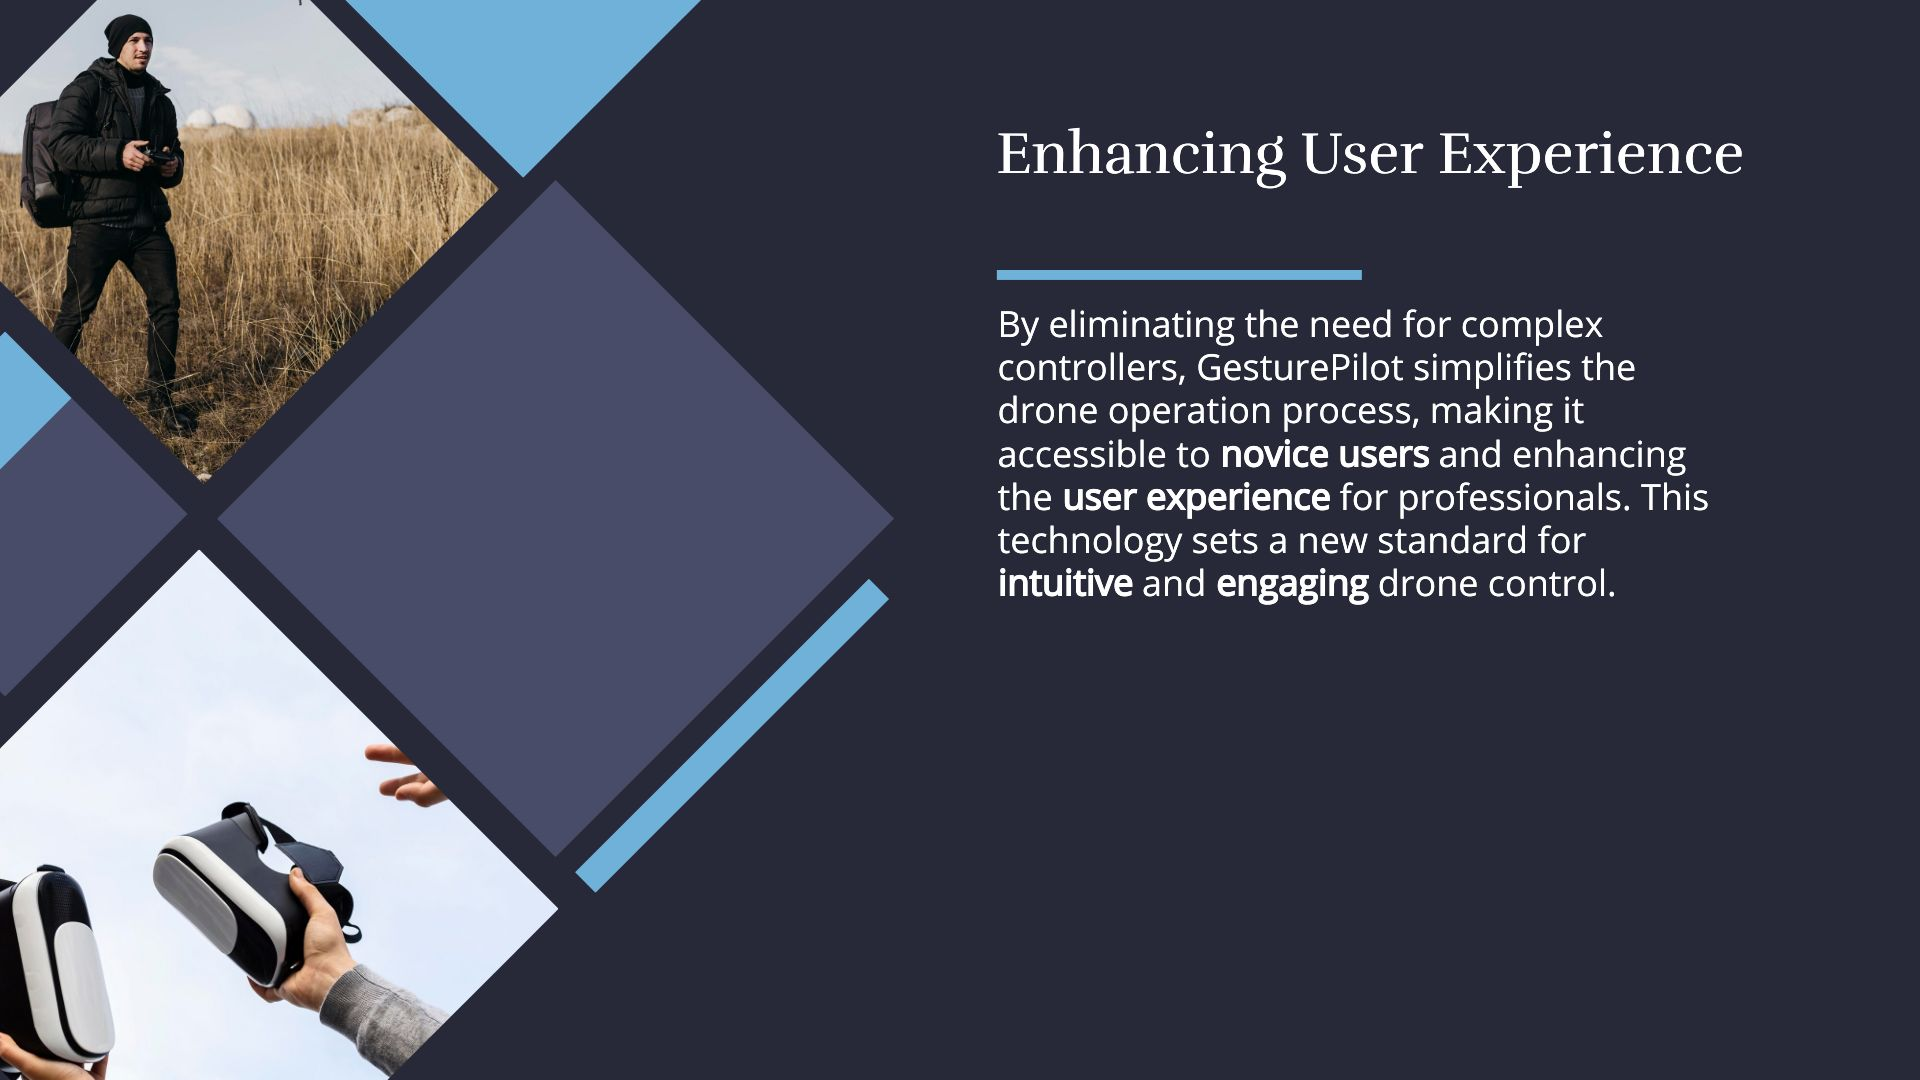 Enhancing User Experience
By eliminating the need for complex
controllers, GesturePilot simplifies the
drone operation process, making it
accessible to novice users and enhancing
the user experience for professionals. This
technology sets a new standard for
intuitive and engaging drone control.